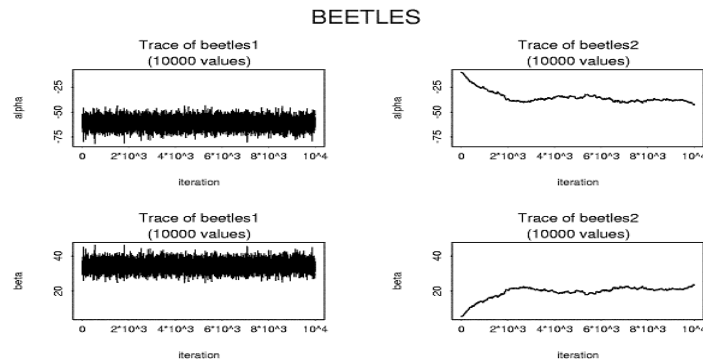 BEETLES
Trace of beetles1
(10000 values)
alpha
-25
-50
-75
0 2*10^3 4*10^3 6*10^3 8*10^3 10^4
iteration
Trace of beetles2
(10000 values)
alpha
-25
-50
-75
0 2*10^3 4*10^3 6*10^3 8*10^3 10^4
iteration
Trace of beetles1
(10000 values)
beta
40
20
0 2*10^3 4*10^3 6*10^3 8*10^3 10^4
iteration
Trace of beetles2
(10000 values)
beta
40
20
0 2*10^3 4*10^3 6*10^3 8*10^3 10^4
iteration